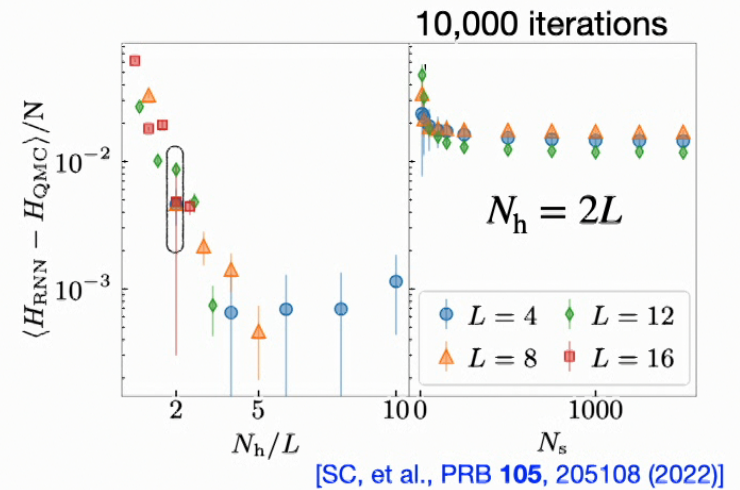 10,000 iterations
⟨H_RNN − H_QMC⟩/N
10⁻²
10⁻³
N_h = 2L
L = 4
L = 12
L = 8
L = 16
2
5
10
0
1000
N_h/L
N_s
[SC, et al., PRB 105, 205108 (2022)]